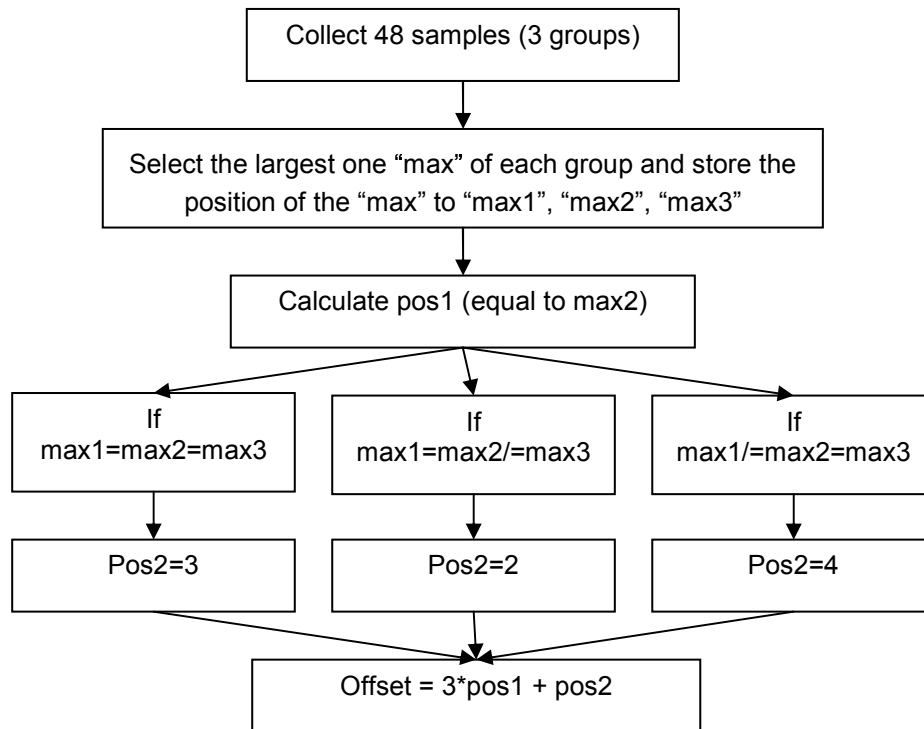 Collect 48 samples (3 groups)
Select the largest one “max” of each group and store the
position of the “max” to “max1”, “max2”, “max3”
Calculate pos1 (equal to max2)
If
max1=max2=max3
If
max1=max2/=max3
If
max1/=max2=max3
Pos2=3
Pos2=2
Pos2=4
Offset = 3*pos1 + pos2